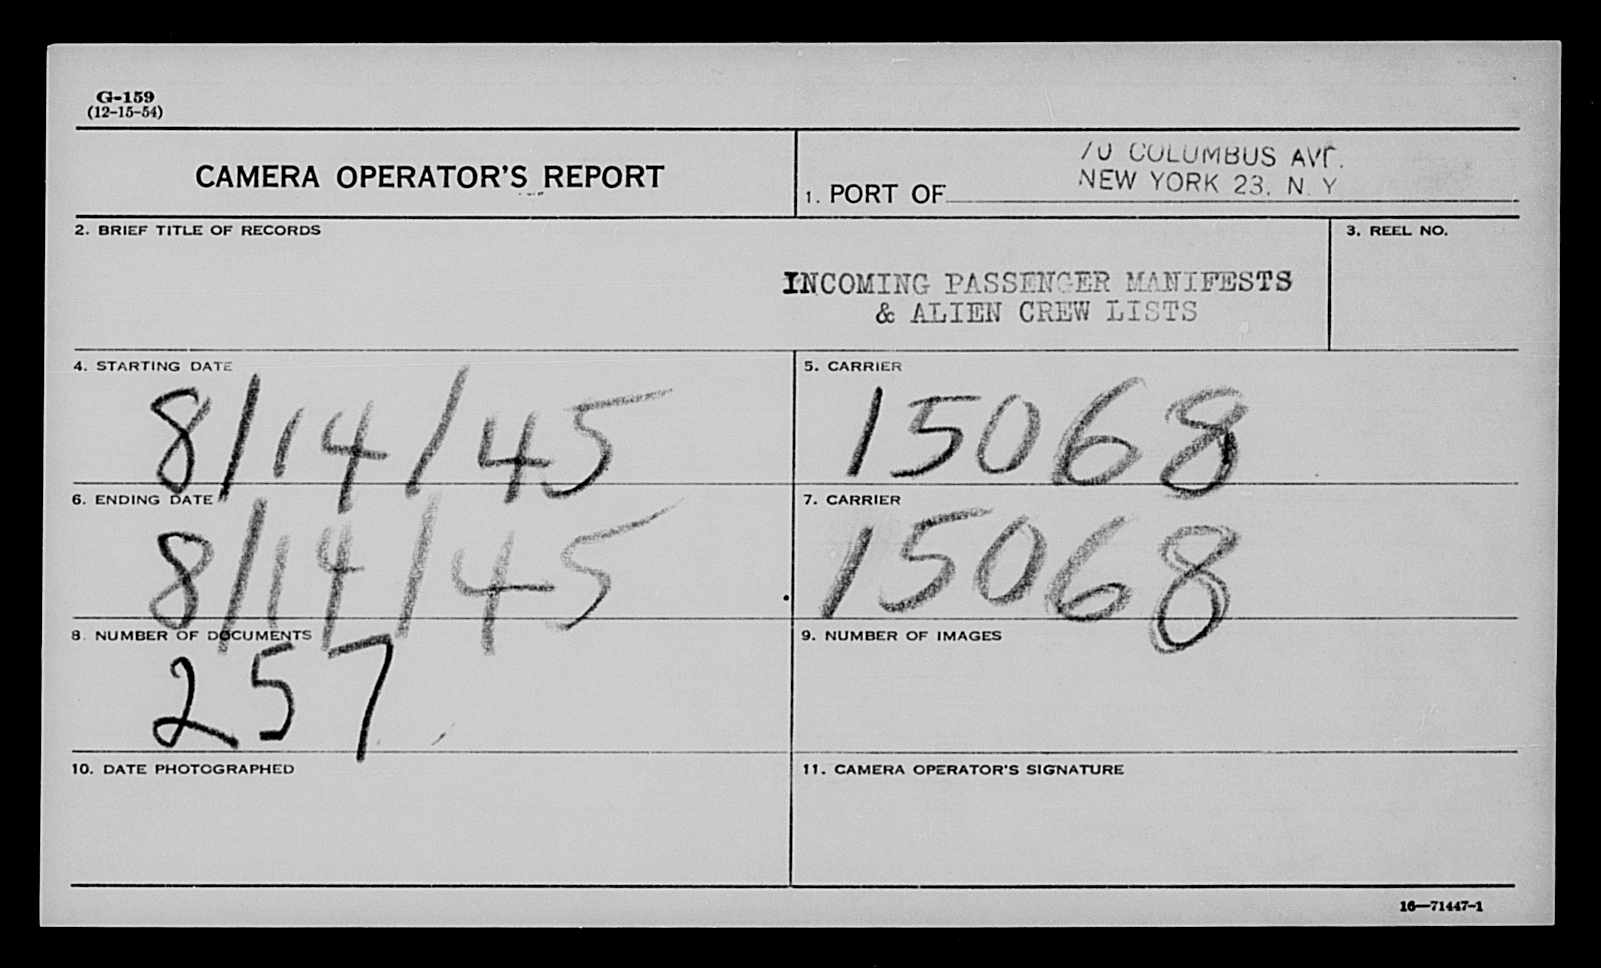 G-159
(12-15-54)
CAMERA OPERATOR'S REPORT
1. PORT OF
70 COLUMBUS AVE.
NEW YORK 23, N. Y
2. BRIEF TITLE OF RECORDS
INCOMING PASSENGER MANIFESTS
& ALIEN CREW LISTS
3. REEL NO.
4. STARTING DATE
8/14/45
5. CARRIER
15068
6. ENDING DATE
8/14/45
7. CARRIER
15068
8. NUMBER OF DOCUMENTS
257
9. NUMBER OF IMAGES
10. DATE PHOTOGRAPHED
11. CAMERA OPERATOR'S SIGNATURE
16—71447-1